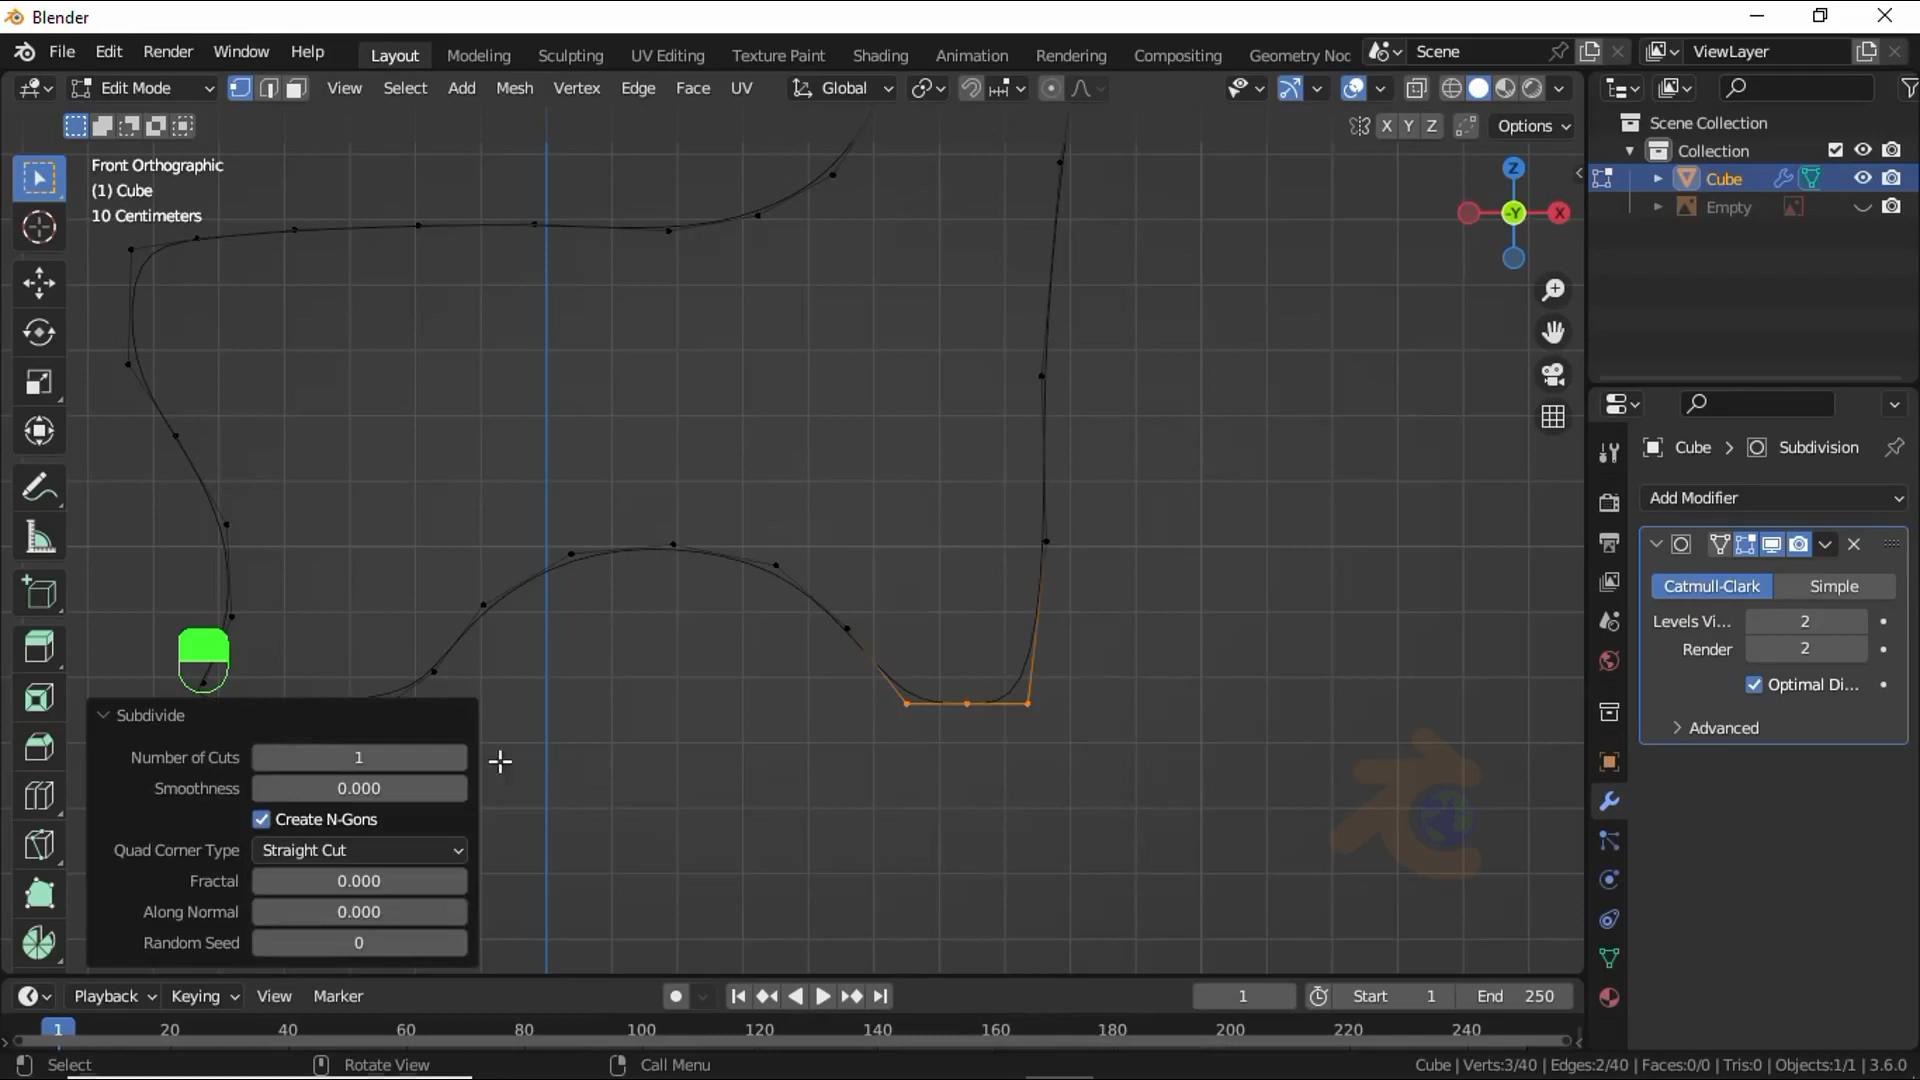 Blender
File Edit Render Window Help Layout Modeling Sculpting UV Editing Texture Paint Shading Animation Rendering Compositing Geometry Noc Scene ViewLayer
Edit Mode View Select Add Mesh Vertex Edge Face UV Global
X Y Z Options
Front Orthographic
(1) Cube
10 Centimeters
Z
-Y X
Scene Collection
Collection
Cube
Empty
Cube > Subdivision
Add Modifier
Catmull-Clark Simple
Levels Vi... 2
Render 2
Optimal Di...
Advanced
Subdivide
Number of Cuts 1
Smoothness 0.000
Create N-Gons
Quad Corner Type Straight Cut
Fractal 0.000
Along Normal 0.000
Random Seed 0
Playback Keying View Marker 1 Start 1 End 250
1 20 40 60 80 100 120 140 160 180 200 220 240
Select Rotate View Call Menu Cube | Verts:3/40 | Edges:2/40 | Faces:0/0 | Tris:0 | Objects:1/1 | 3.6.0